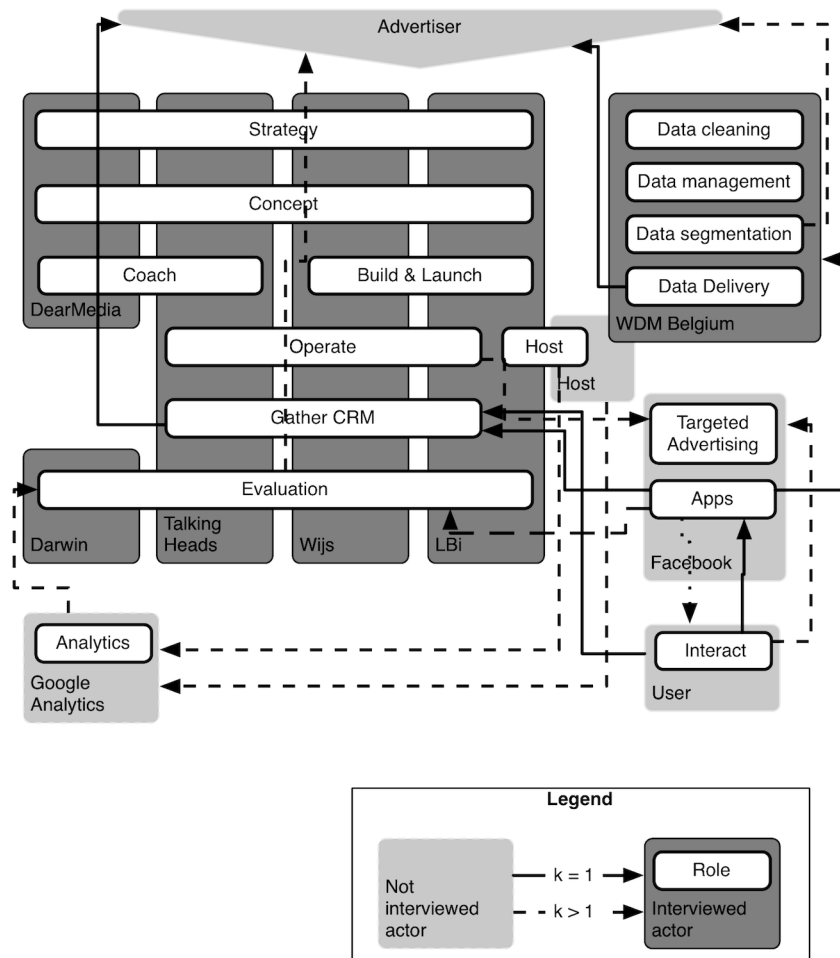 Advertiser
Strategy
Data cleaning
Data management
Concept
Data segmentation
Coach
Build & Launch
Data Delivery
DearMedia
WDM Belgium
Operate
Host
Host
Gather CRM
Targeted
Advertising
Evaluation
Apps
Darwin
Talking
Heads
Wijs
LBi
Facebook
Analytics
Interact
Google
Analytics
User
Legend
Not
interviewed
actor
k = 1
k > 1
Role
Interviewed
actor